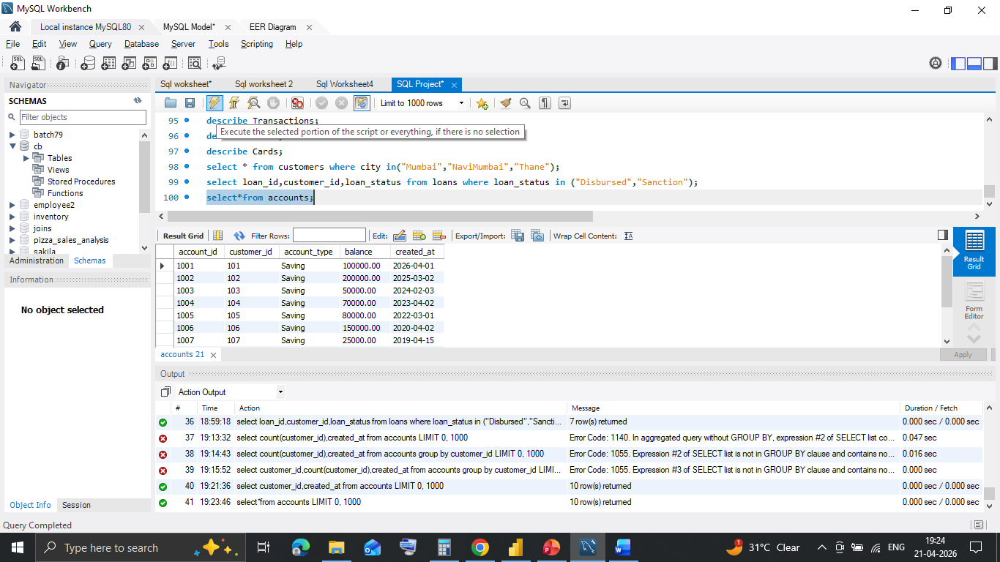 MySQL Workbench
Local instance MySQL80 MySQL Model* EER Diagram
File Edit View Query Database Server Tools Scripting Help
Navigator
SCHEMAS
Filter objects
batch79
cb
Tables
Views
Stored Procedures
Functions
employee2
inventory
joins
pizza_sales_analysis
sakila
Administration Schemas
Information
No object selected
Object Info Session
Sql woksheet* Sql worksheet 2 Sql Worksheet4 SQL Project*
Limit to 1000 rows
95 describe Transactions;
96 de
Execute the selected portion of the script or everything, if there is no selection
97 describe Cards;
98 select * from customers where city in("Mumbai","NaviMumbai","Thane");
99 select loan_id,customer_id,loan_status from loans where loan_status in ("Disbursed","Sanction");
100 select*from accounts;
Result Grid Filter Rows: Edit: Export/Import: Wrap Cell Content:
account_id customer_id account_type balance created_at
1001 101 Saving 100000.00 2026-04-01
1002 102 Saving 200000.00 2025-03-02
1003 103 Saving 50000.00 2024-02-03
1004 104 Saving 70000.00 2023-04-02
1005 105 Saving 80000.00 2022-03-01
1006 106 Saving 150000.00 2020-04-02
1007 107 Saving 25000.00 2019-04-15
Result
Grid
Form
Editor
accounts 21
Apply
Output
Action Output
# Time Action Message Duration / Fetch
36 18:59:18 select loan_id,customer_id,loan_status from loans where loan_status in ("Disbursed","Sancti... 7 row(s) returned 0.000 sec / 0.000 sec
37 19:13:32 select count(customer_id),created_at from accounts LIMIT 0, 1000 Error Code: 1140. In aggregated query without GROUP BY, expression #2 of SELECT list co... 0.047 sec
38 19:14:43 select count(customer_id),created_at from accounts group by customer_id LIMIT 0, 1000 Error Code: 1055. Expression #2 of SELECT list is not in GROUP BY clause and contains no... 0.016 sec
39 19:15:52 select customer_id,count(customer_id),created_at from accounts group by customer_id LIMI... Error Code: 1055. Expression #3 of SELECT list is not in GROUP BY clause and contains no... 0.000 sec
40 19:21:36 select customer_id,created_at from accounts LIMIT 0, 1000 10 row(s) returned 0.000 sec / 0.000 sec
41 19:23:46 select*from accounts LIMIT 0, 1000 10 row(s) returned 0.000 sec / 0.000 sec
Query Completed
Type here to search
1
31°C Clear
ENG
19:24
21-04-2026